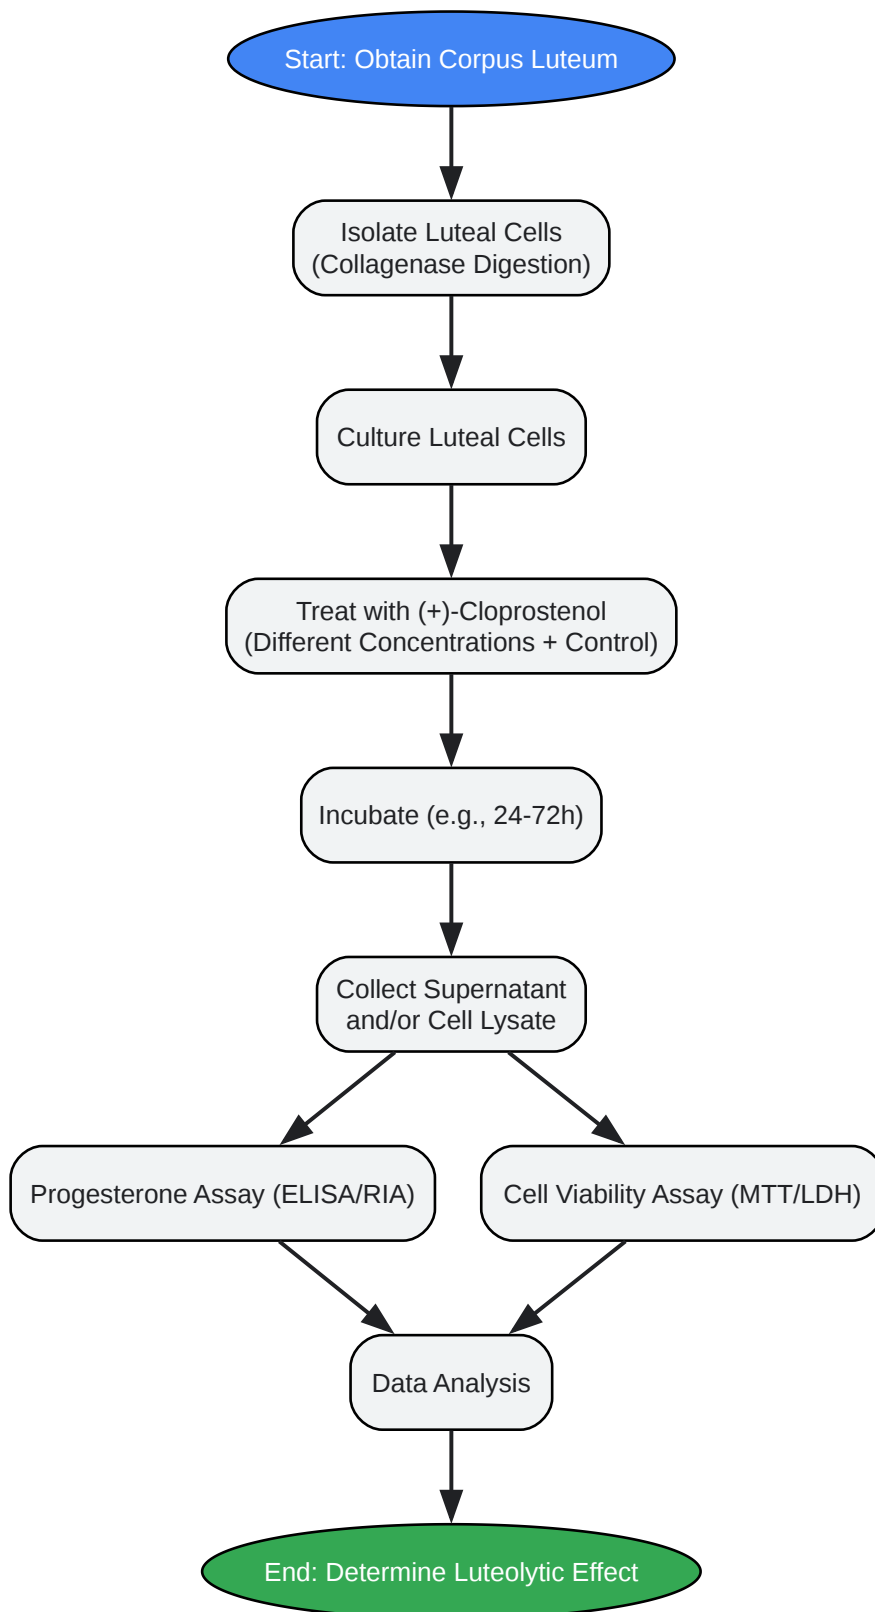 Start: Obtain Corpus Luteum
Isolate Luteal Cells
(Collagenase Digestion)
Culture Luteal Cells
Treat with (+)-Cloprostenol
(Different Concentrations + Control)
Incubate (e.g., 24-72h)
Collect Supernatant
and/or Cell Lysate
Progesterone Assay (ELISA/RIA)
Cell Viability Assay (MTT/LDH)
Data Analysis
End: Determine Luteolytic Effect